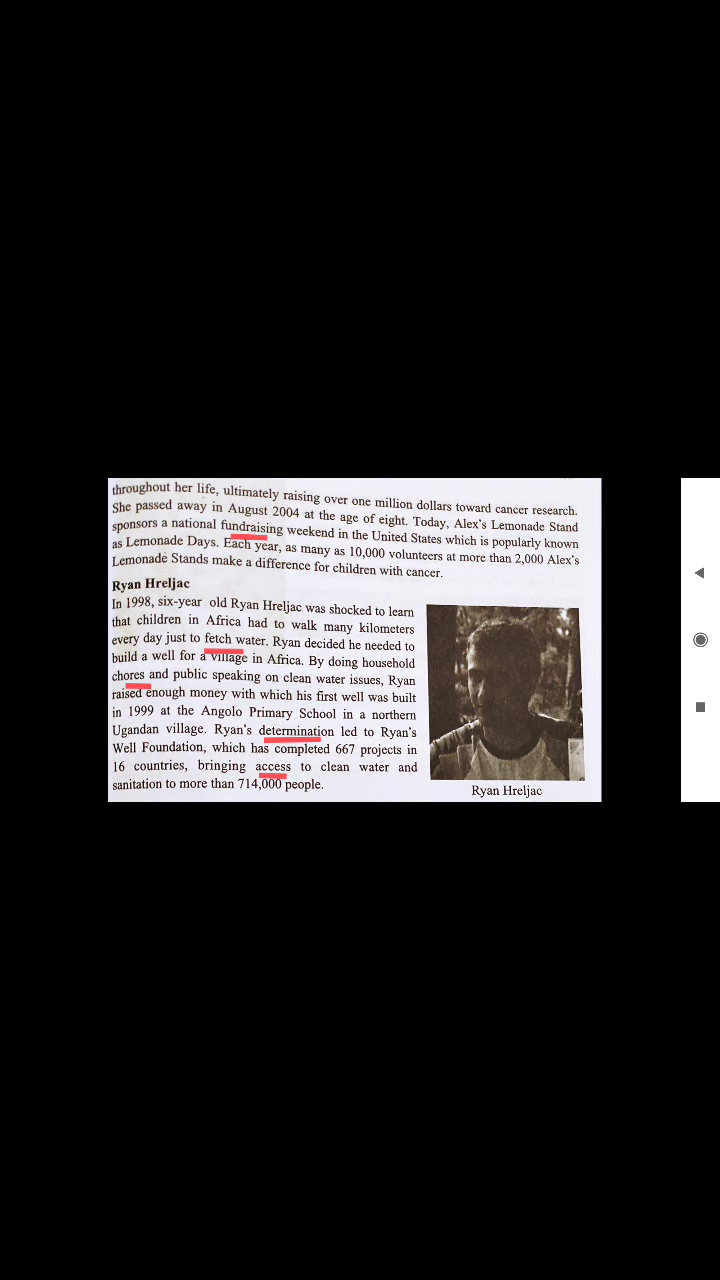 throughout her life, ultimately raising over one million dollars toward cancer research.
She passed away in August 2004 at the age of eight. Today, Alex's Lemonade Stand
sponsors a national fundraising weekend in the United States which is popularly known
as Lemonade Days. Each year, as many as 10,000 volunteers at more than 2,000 Alex's
Lemonade Stands make a difference for children with cancer.
Ryan Hreljac
In 1998, six-year old Ryan Hreljac was shocked to learn
that children in Africa had to walk many kilometers
every day just to fetch water. Ryan decided he needed to
build a well for a village in Africa. By doing household
chores and public speaking on clean water issues, Ryan
raised enough money with which his first well was built
in 1999 at the Angolo Primary School in a northern
Ugandan village. Ryan's determination led to Ryan's
Well Foundation, which has completed 667 projects in
16 countries, bringing access to clean water and
sanitation to more than 714,000 people.
Ryan Hreljac